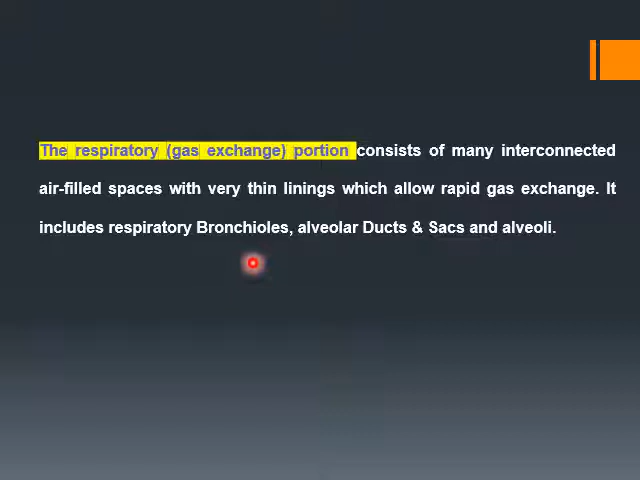 The respiratory (gas exchange) portion consists of many interconnected
air-filled spaces with very thin linings which allow rapid gas exchange. It
includes respiratory Bronchioles, alveolar Ducts & Sacs and alveoli.